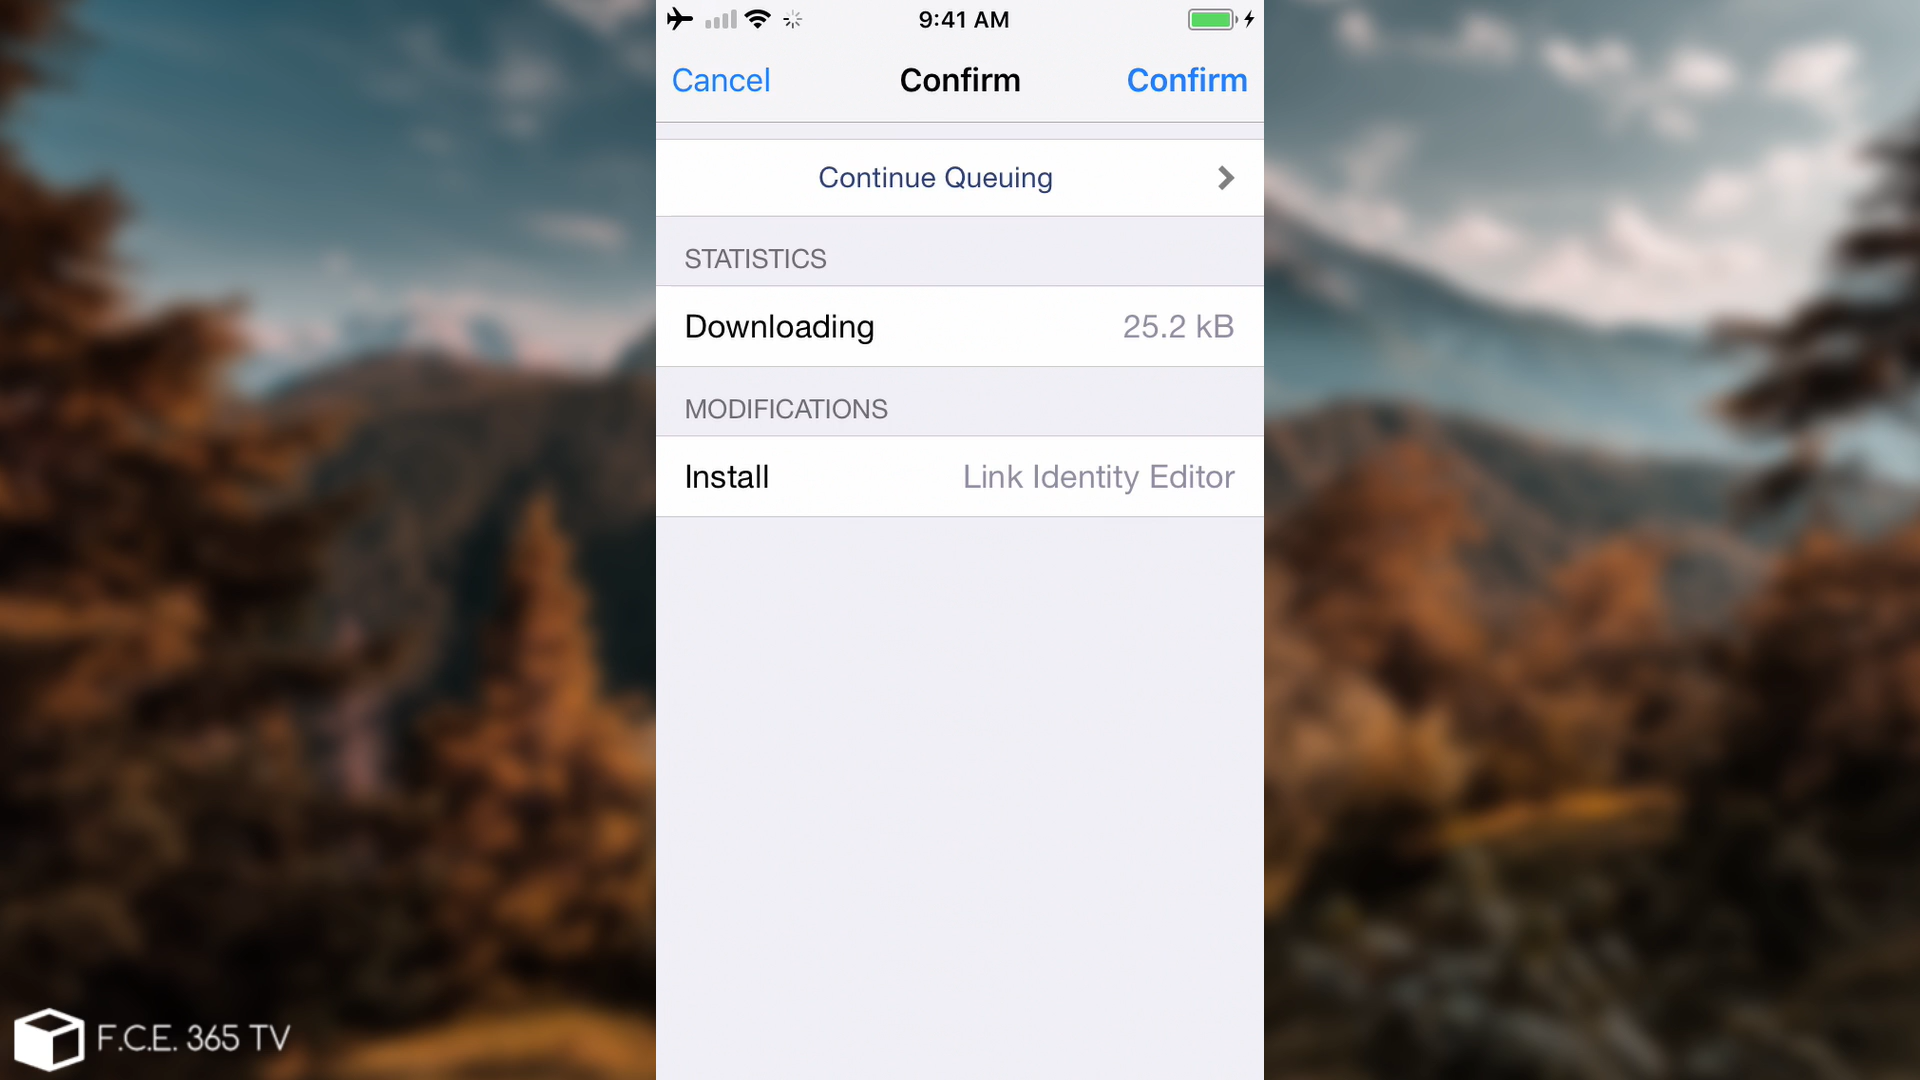 9:41 AM
Cancel Confirm Confirm
Continue Queuing
STATISTICS
Downloading 25.2 kB
MODIFICATIONS
Install Link Identity Editor
F.C.E. 365 TV